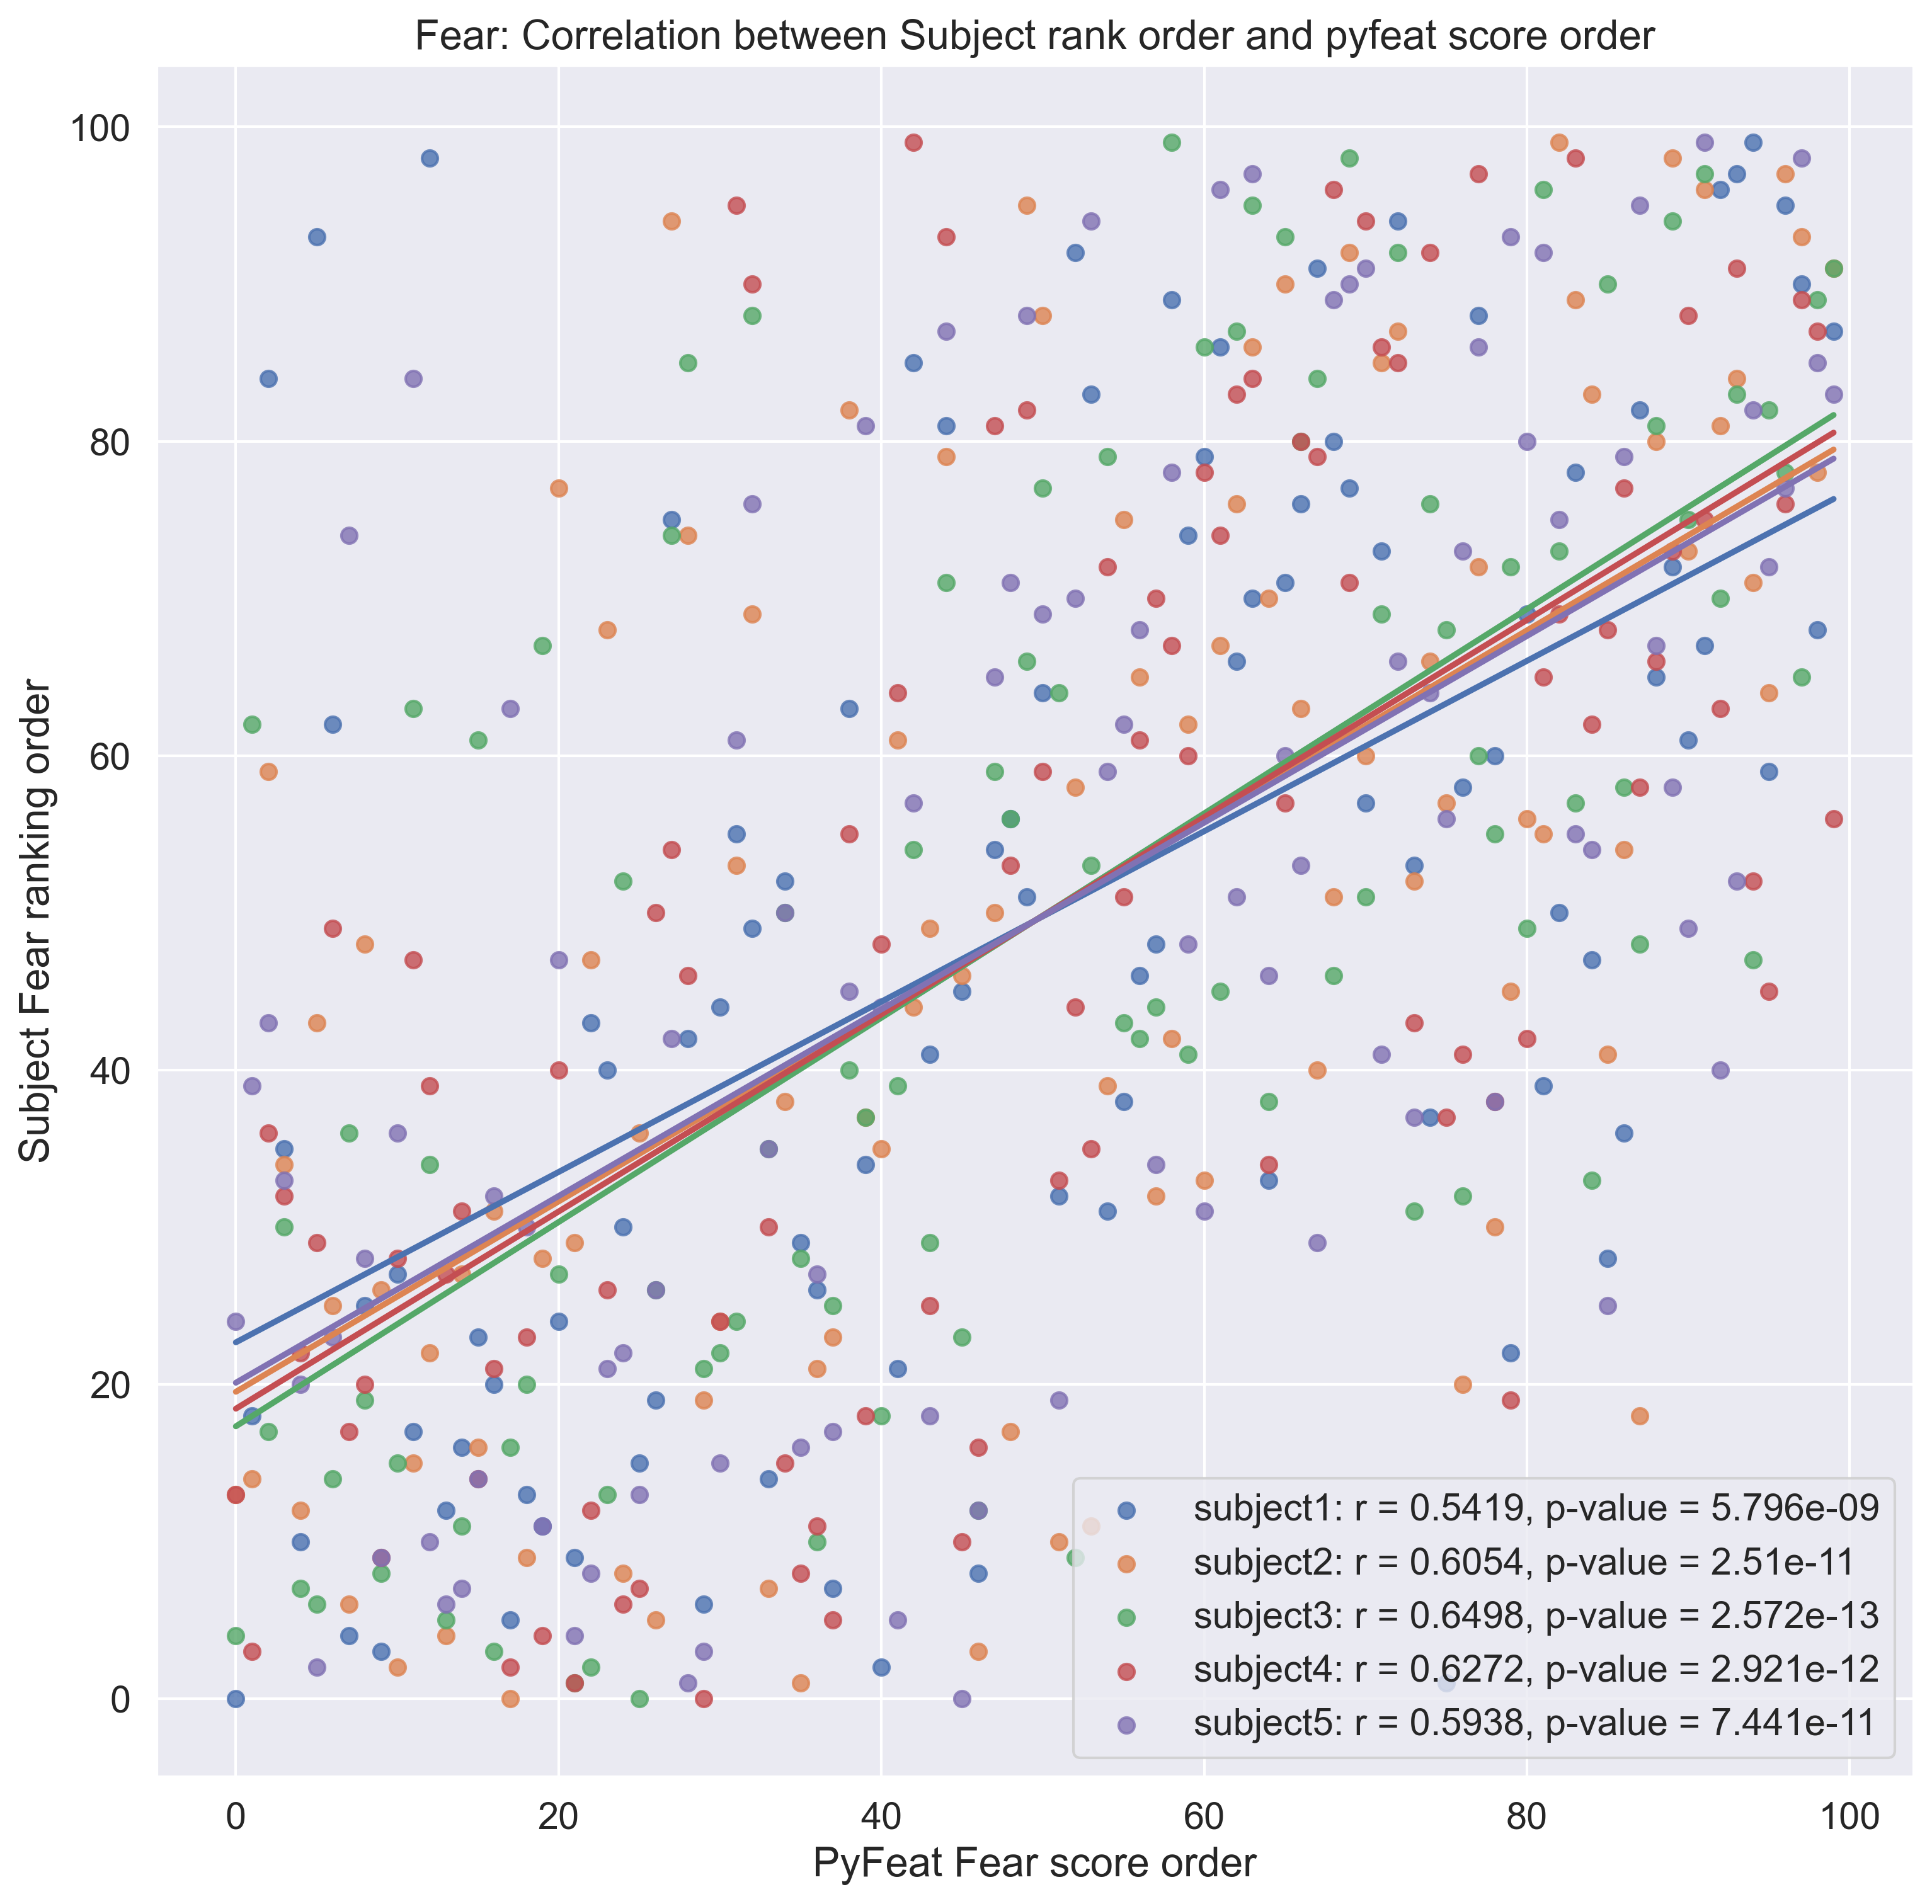 Fear: Correlation between Subject rank order and pyfeat score order
100
80
60
40
20
0
Subject Fear ranking order
subject1: r = 0.5419, p-value = 5.796e-09
subject2: r = 0.6054, p-value = 2.51e-11
subject3: r = 0.6498, p-value = 2.572e-13
subject4: r = 0.6272, p-value = 2.921e-12
subject5: r = 0.5938, p-value = 7.441e-11
0 20 40 60 80 100
PyFeat Fear score order